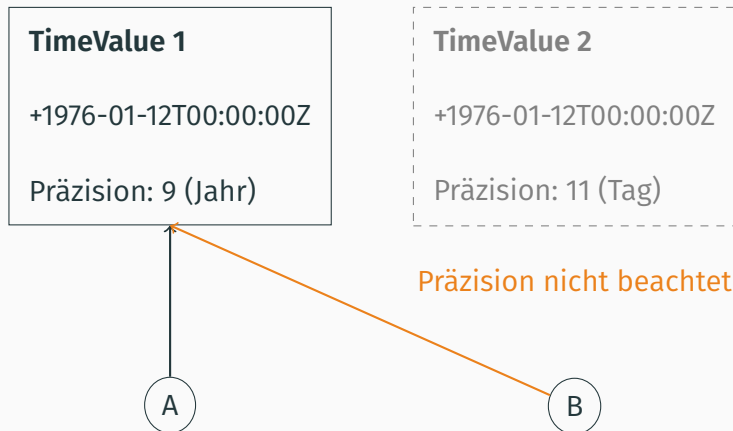 TimeValue 1
+1976-01-12T00:00:00Z
Präzision: 9 (Jahr)
TimeValue 2
+1976-01-12T00:00:00Z
Präzision: 11 (Tag)
Präzision nicht beachtet
A
B